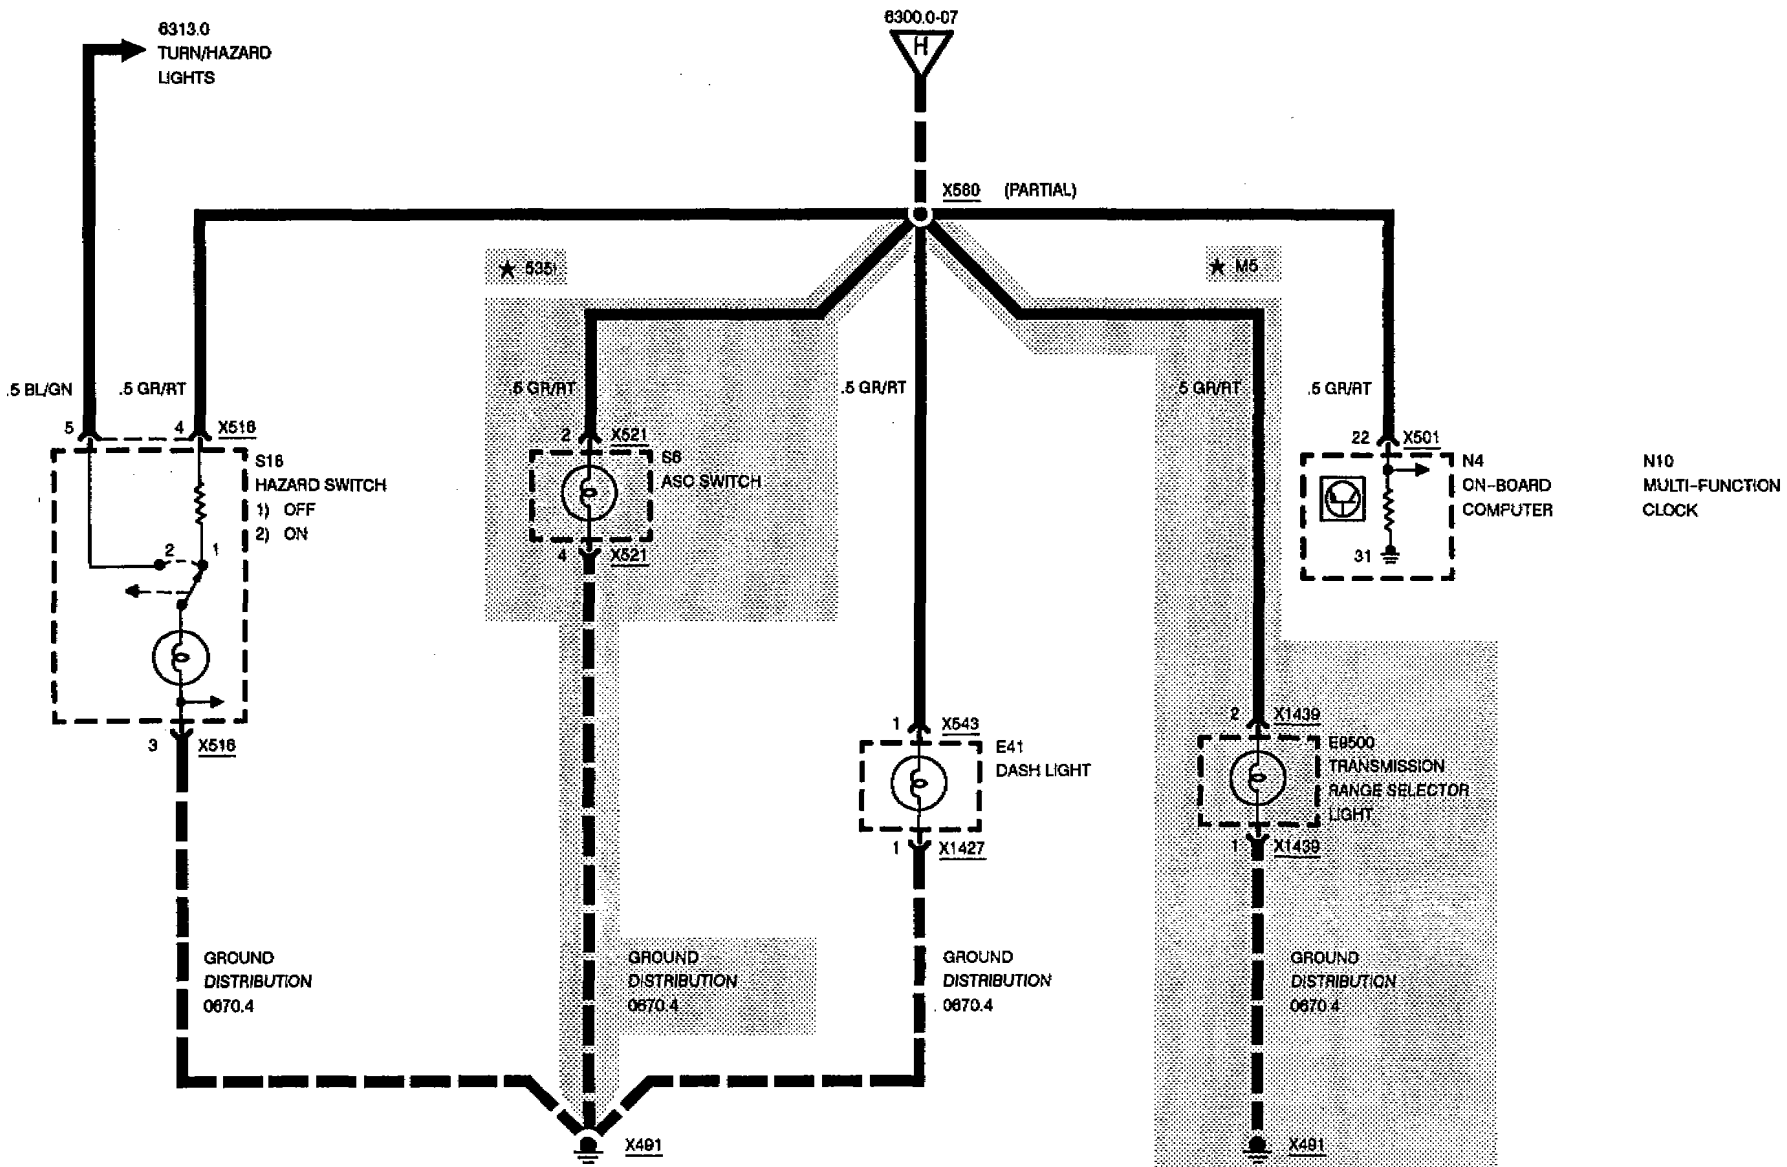 6300.0-07
H
6313.0
TURN/HAZARD
LIGHTS
X580 (PARTIAL)
★ 535i
★ M5
.5 BL/GN
.5 GR/RT
.5 GR/RT
.5 GR/RT
.5 GR/RT
.5 GR/RT
5
4
X518
2
X521
22
X501
S18
HAZARD SWITCH
1) OFF
2) ON
S6
ASC SWITCH
N4
ON-BOARD
COMPUTER
N10
MULTI-FUNCTION
CLOCK
2
1
4
X521
31
3
X518
1
X543
E41
DASH LIGHT
1
X1427
2
X1439
E9500
TRANSMISSION
RANGE SELECTOR
LIGHT
1
X1439
GROUND
DISTRIBUTION
0670.4
GROUND
DISTRIBUTION
0670.4
GROUND
DISTRIBUTION
0670.4
GROUND
DISTRIBUTION
0670.4
X491
X491